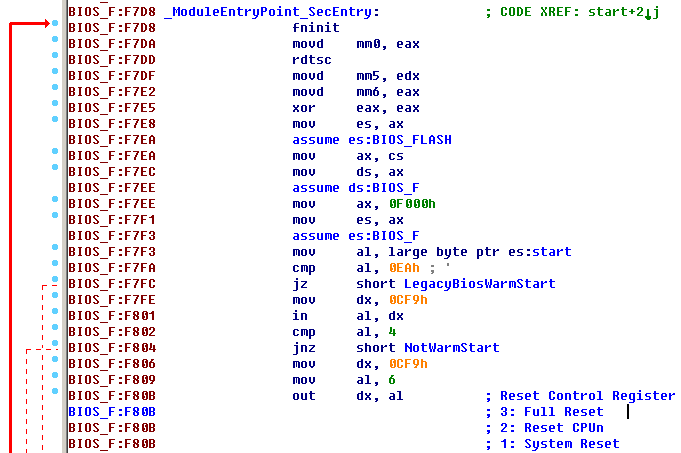 BIOS_F:F7D8 _ModuleEntryPoint_SecEntry: ; CODE XREF: start+2↓j
BIOS_F:F7D8 fninit
BIOS_F:F7DA movd mm0, eax
BIOS_F:F7DD rdtsc
BIOS_F:F7DF movd mm5, edx
BIOS_F:F7E2 movd mm6, eax
BIOS_F:F7E5 xor eax, eax
BIOS_F:F7E8 mov es, ax
BIOS_F:F7EA assume es:BIOS_FLASH
BIOS_F:F7EA mov ax, cs
BIOS_F:F7EC mov ds, ax
BIOS_F:F7EE assume ds:BIOS_F
BIOS_F:F7EE mov ax, 0F000h
BIOS_F:F7F1 mov es, ax
BIOS_F:F7F3 assume es:BIOS_F
BIOS_F:F7F3 mov al, large byte ptr es:start
BIOS_F:F7FA cmp al, 0EAh ; '
BIOS_F:F7FC jz short LegacyBiosWarmStart
BIOS_F:F7FE mov dx, 0CF9h
BIOS_F:F801 in al, dx
BIOS_F:F802 cmp al, 4
BIOS_F:F804 jnz short NotWarmStart
BIOS_F:F806 mov dx, 0CF9h
BIOS_F:F809 mov al, 6
BIOS_F:F80B out dx, al ; Reset Control Register
BIOS_F:F80B ; 3: Full Reset
BIOS_F:F80B ; 2: Reset CPUn
BIOS_F:F80B ; 1: System Reset